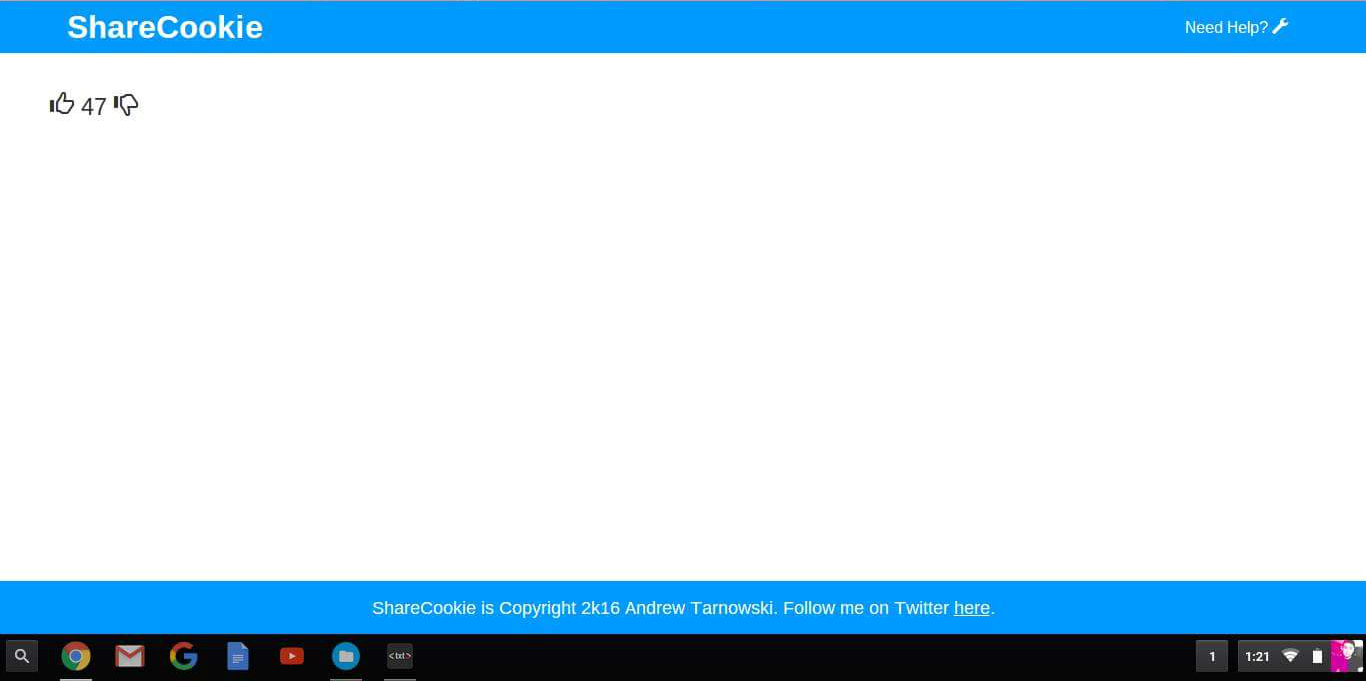 ShareCookie
Need Help?
47
ShareCookie is Copyright 2k16 Andrew Tarnowski. Follow me on Twitter here.
<txt>
1
1:21